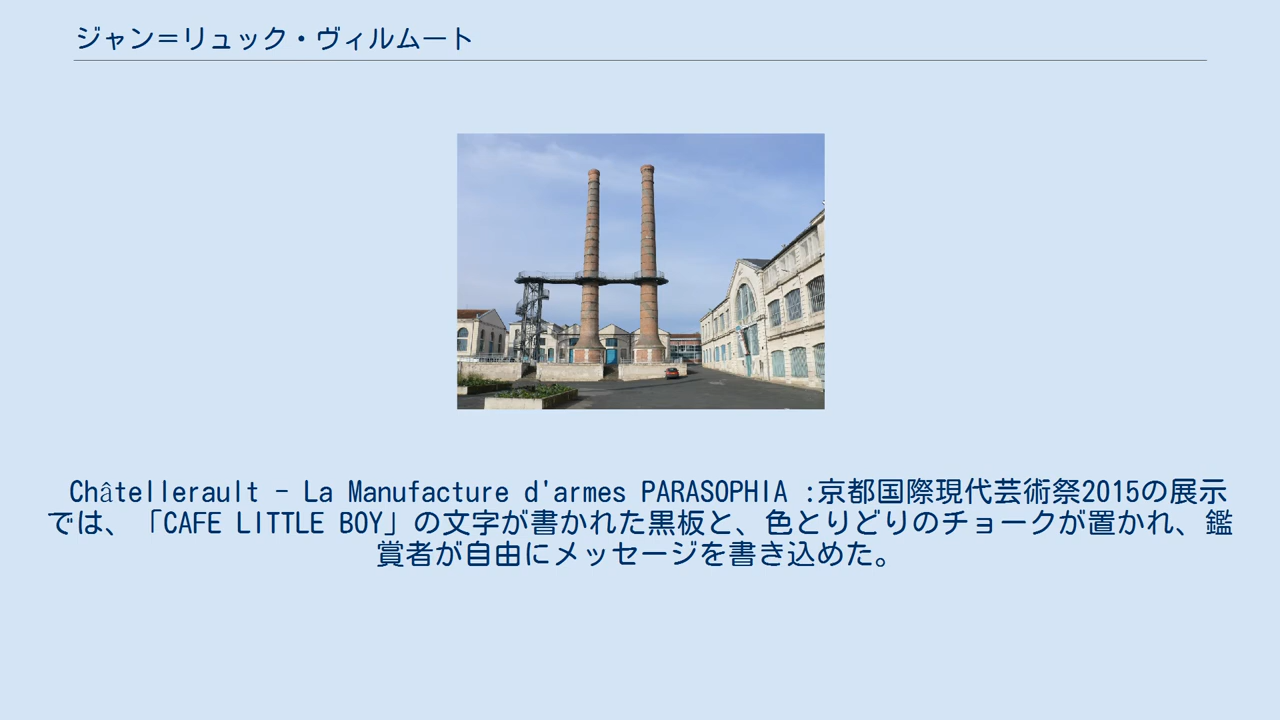 ジャン＝リュック・ヴィルムート
Châtellerault - La Manufacture d'armes PARASOPHIA :京都国際現代芸術祭2015の展示
では、「CAFE LITTLE BOY」の文字が書かれた黒板と、色とりどりのチョークが置かれ、鑑
賞者が自由にメッセージを書き込めた。